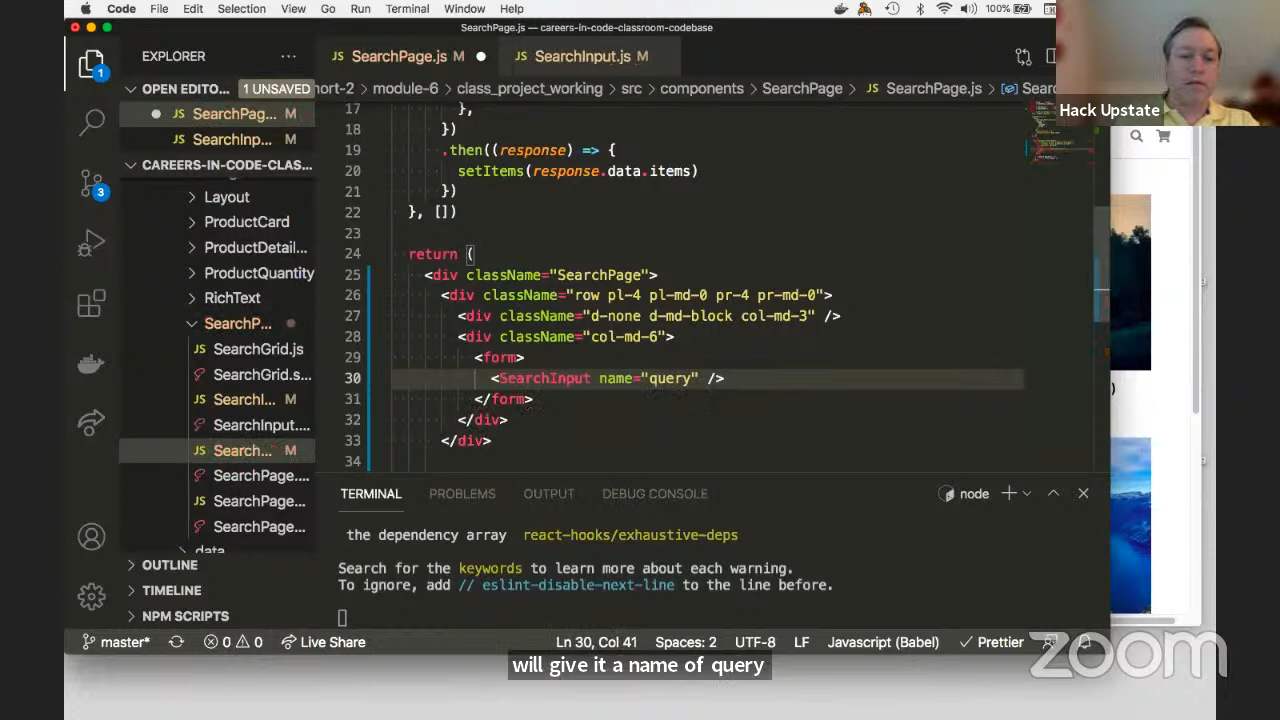 Code File Edit Selection View Go Run Terminal Window Help 100%
SearchPage.js — careers-in-code-classroom-codebase
EXPLORER
SearchPage.js M
SearchInput.js M
OPEN EDITO... 1 UNSAVED
hort-2 > module-6 > class_project_working > src > components > SearchPage > JS SearchPage.js >
Hack Upstate
SearchPag... M
JS SearchInp... M
CAREERS-IN-CODE-CLAS...
Layout
ProductCard
ProductDetail...
ProductQuantity
RichText
SearchP...
JS SearchGrid.js
SearchGrid.s...
JS SearchI... M
SearchInput....
JS Search... M
SearchPage....
JS SearchPage...
SearchPage...
data
OUTLINE
TIMELINE
NPM SCRIPTS
17 },
18 })
19 .then((response) => {
20 setItems(response.data.items)
21 })
22 }, [])
23
24 return (
25 <div className="SearchPage">
26 <div className="row pl-4 pl-md-0 pr-4 pr-md-0">
27 <div className="d-none d-md-block col-md-3" />
28 <div className="col-md-6">
29 <form>
30 <SearchInput name="query" />
31 </form>
32 </div>
33 </div>
34
TERMINAL PROBLEMS OUTPUT DEBUG CONSOLE node
the dependency array react-hooks/exhaustive-deps
Search for the keywords to learn more about each warning.
To ignore, add // eslint-disable-next-line to the line before.
master* 0 0 Live Share Ln 30, Col 41 Spaces: 2 UTF-8 LF Javascript (Babel) Prettier
zoom
will give it a name of query